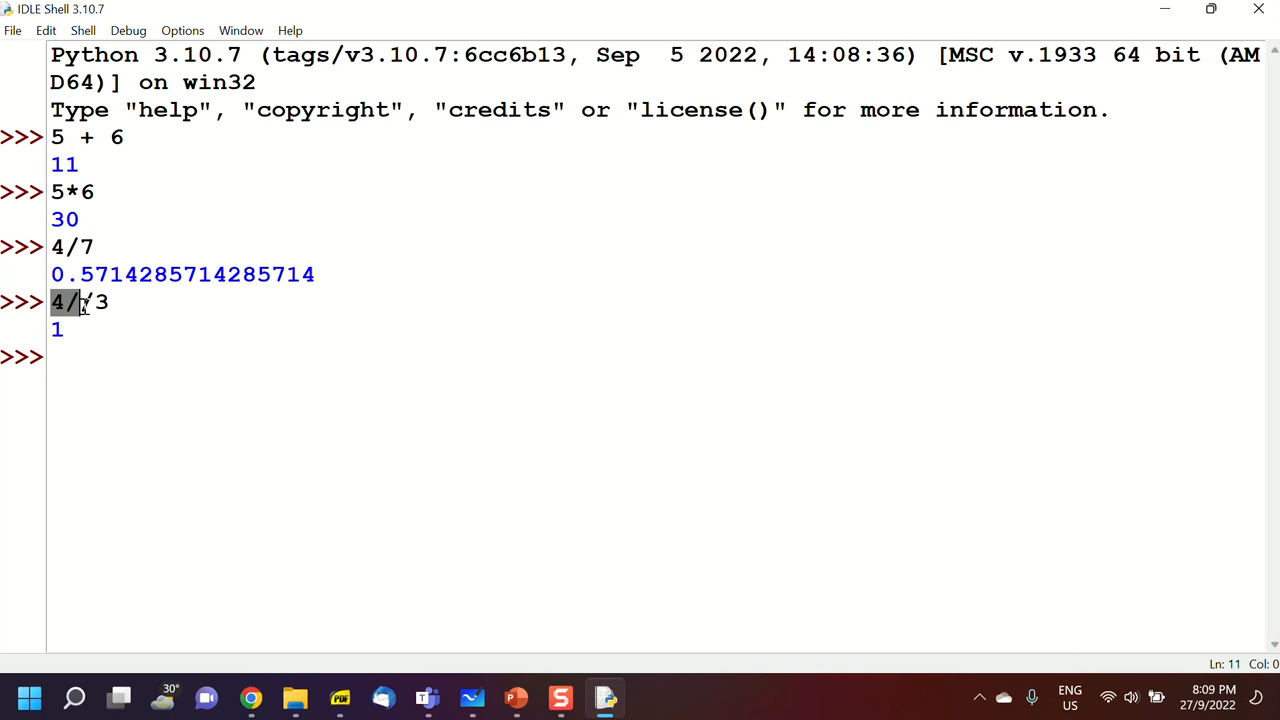 IDLE Shell 3.10.7
File Edit Shell Debug Options Window Help
Python 3.10.7 (tags/v3.10.7:6cc6b13, Sep  5 2022, 14:08:36) [MSC v.1933 64 bit (AM
D64)] on win32
Type "help", "copyright", "credits" or "license()" for more information.
>>> 5 + 6
11
>>> 5*6
30
>>> 4/7
0.5714285714285714
>>> 4//3
1
>>>
Ln: 11 Col: 0
30°
PDF
T
P
S
ENG
US
8:09 PM
27/9/2022